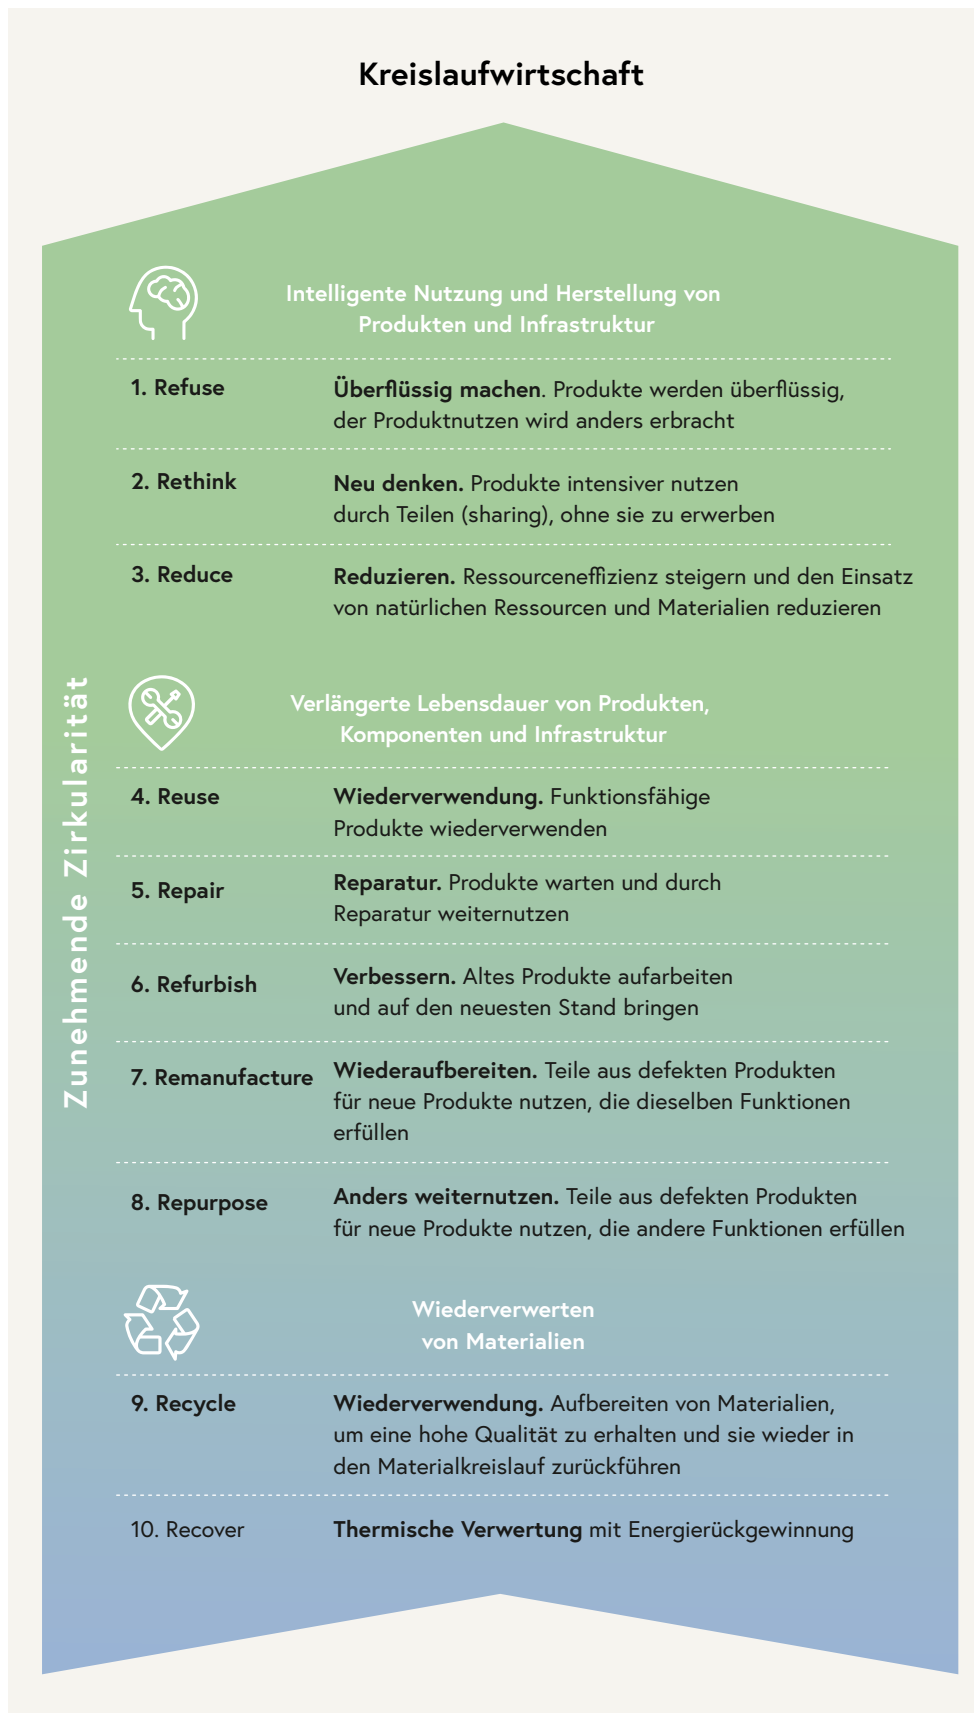 Kreislaufwirtschaft
Zunehmende Zirkularität
Intelligente Nutzung und Herstellung von
Produkten und Infrastruktur
1. Refuse
Überflüssig machen. Produkte werden überflüssig,
der Produktnutzen wird anders erbracht
2. Rethink
Neu denken. Produkte intensiver nutzen
durch Teilen (sharing), ohne sie zu erwerben
3. Reduce
Reduzieren. Ressourceneffizienz steigern und den Einsatz
von natürlichen Ressourcen und Materialien reduzieren
Verlängerte Lebensdauer von Produkten,
Komponenten und Infrastruktur
4. Reuse
Wiederverwendung. Funktionsfähige
Produkte wiederverwenden
5. Repair
Reparatur. Produkte warten und durch
Reparatur weiternutzen
6. Refurbish
Verbessern. Altes Produkte aufarbeiten
und auf den neuesten Stand bringen
7. Remanufacture
Wiederaufbereiten. Teile aus defekten Produkten
für neue Produkte nutzen, die dieselben Funktionen
erfüllen
8. Repurpose
Anders weiternutzen. Teile aus defekten Produkten
für neue Produkte nutzen, die andere Funktionen erfüllen
Wiederverwerten
von Materialien
9. Recycle
Wiederverwendung. Aufbereiten von Materialien,
um eine hohe Qualität zu erhalten und sie wieder in
den Materialkreislauf zurückführen
10. Recover
Thermische Verwertung mit Energierückgewinnung